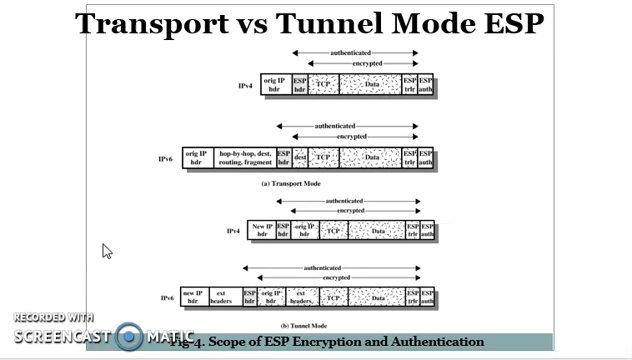 Transport vs Tunnel Mode ESP
authenticated
encrypted
IPv4
orig IP hdr
ESP hdr
TCP
Data
ESP trlr
ESP auth
authenticated
encrypted
IPv6
orig IP hdr
hop-by-hop, dest, routing, fragment
ESP hdr
dest
TCP
Data
ESP trlr
ESP auth
(a) Transport Mode
authenticated
encrypted
IPv4
New IP hdr
ESP hdr
orig IP hdr
TCP
Data
ESP trlr
ESP auth
authenticated
encrypted
IPv6
new IP hdr
ext headers
ESP hdr
orig IP hdr
ext headers
TCP
Data
ESP trlr
ESP auth
(b) Tunnel Mode
RECORDED WITH
SCREENCAST MATIC
Fig-4. Scope of ESP Encryption and Authentication